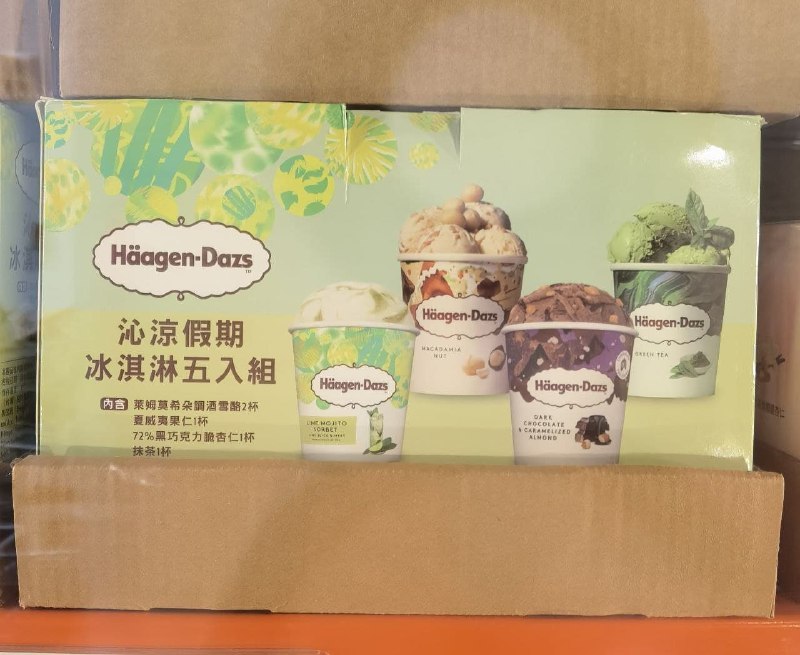 Häagen-Dazs
沁涼假期
冰淇淋五入組
內含 萊姆莫希朵蘭酒雪酪2杯
夏威夷果仁1杯
72%黑巧克力脆杏仁1杯
抹茶1杯
Häagen-Dazs
LIME MOJITO
SORBET
Häagen-Dazs
MACADAMIA
NUT
Häagen-Dazs
DARK
CHOCOLATE
& CARAMELIZED
ALMOND
Häagen-Dazs
GREEN TEA